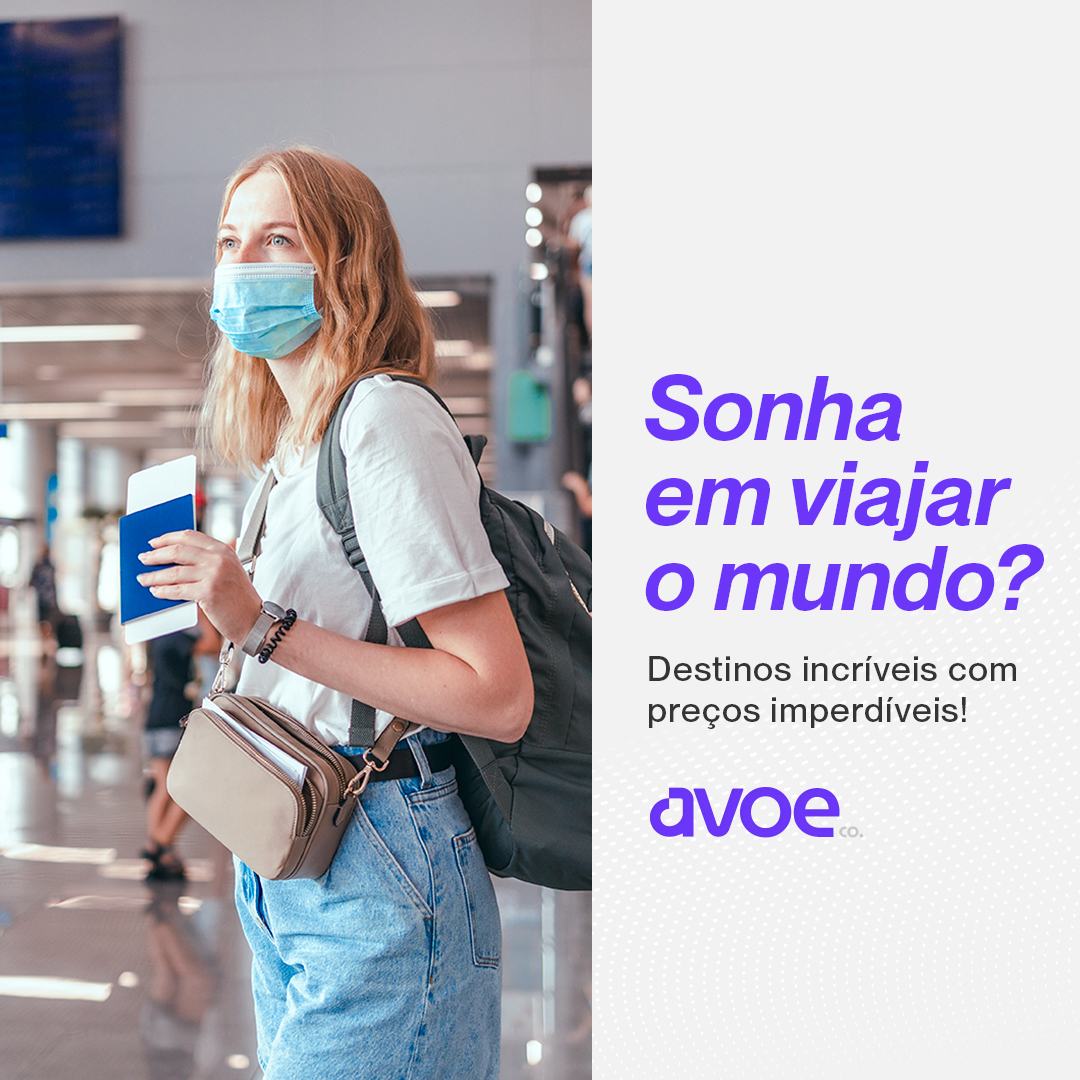 Sonha
em viajar
o mundo?
Destinos incríveis com
preços imperdíveis!
avoe co.